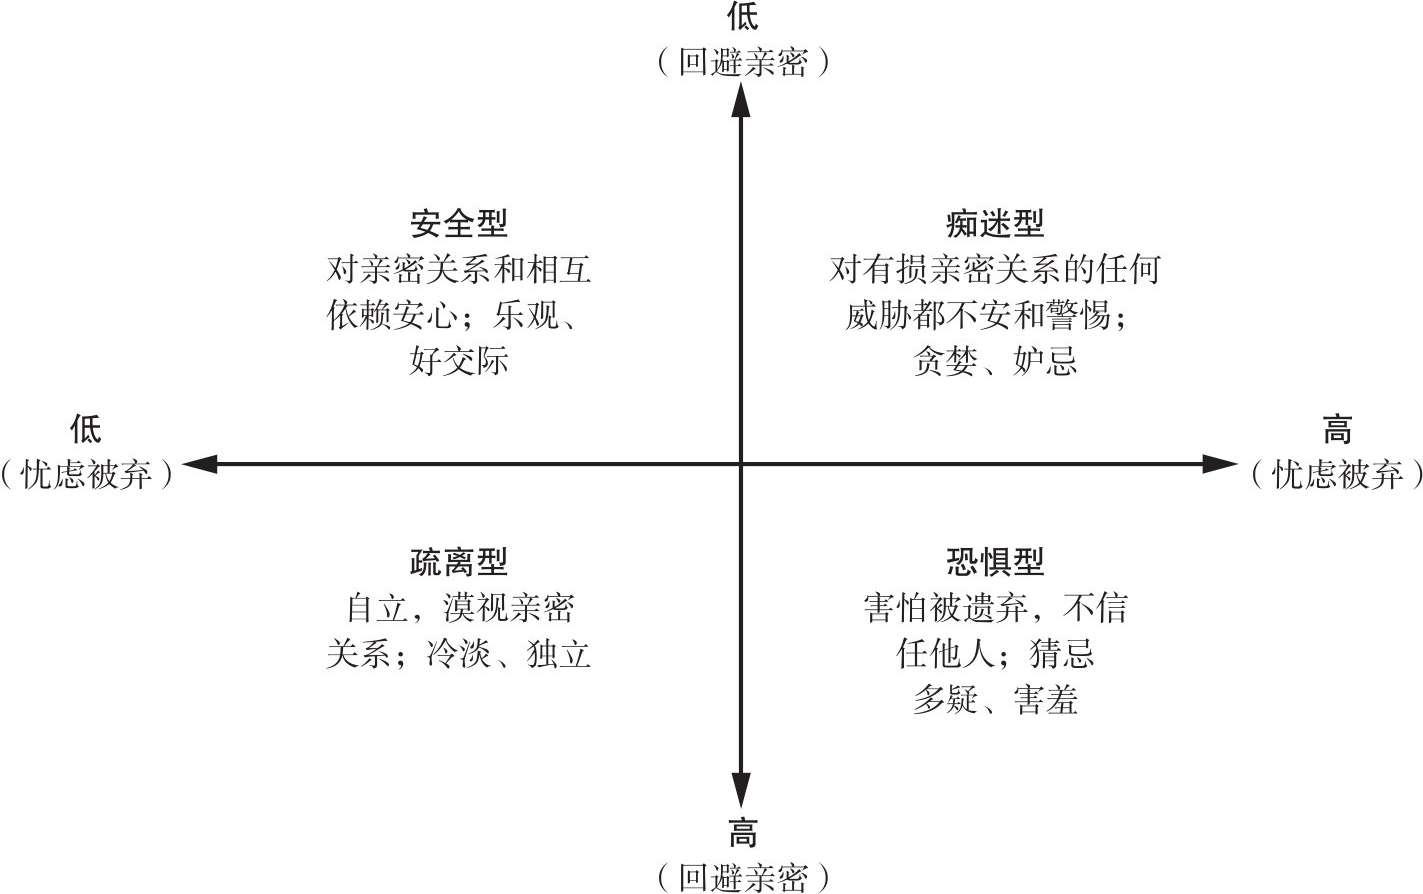 低
（回避亲密）
安全型
对亲密关系和相互
依赖安心；乐观、
好交际
痴迷型
对有损亲密关系的任何
威胁都不安和警惕；
贪婪、妒忌
低
（忧虑被弃）
高
（忧虑被弃）
疏离型
自立，漠视亲密
关系；冷淡、独立
恐惧型
害怕被遗弃，不信
任他人；猜忌
多疑、害羞
高
（回避亲密）